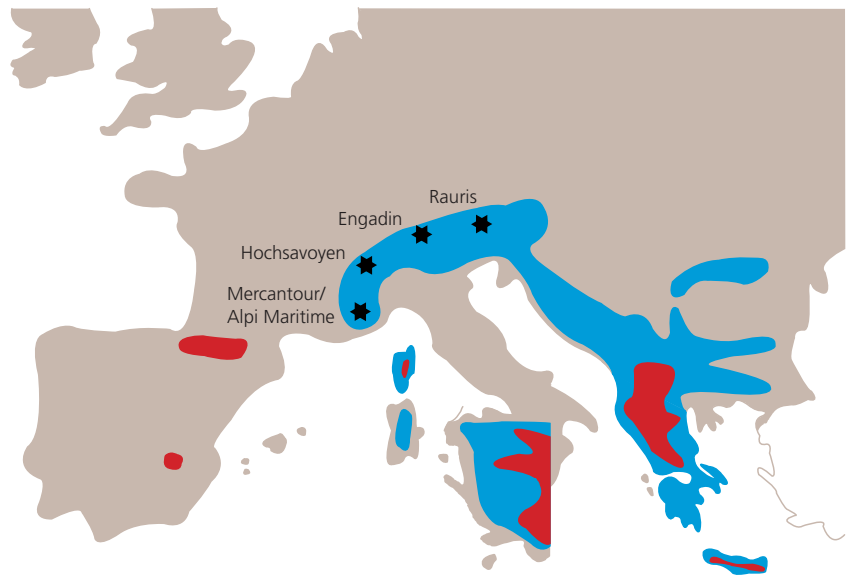 Rauris
Engadin
Hochsavoyen
Mercantour/
Alpi Maritime